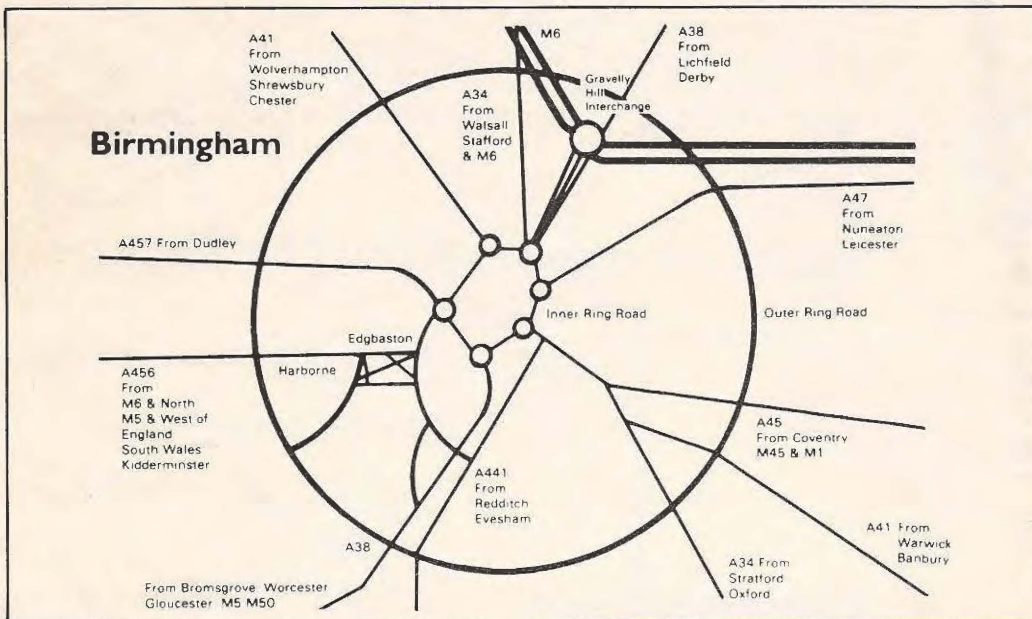 A41
From
Wolverhampton
Shrewsbury
Chester
M6
A38
From
Lichfield
Derby
Gravelly
Hill
Interchange
A34
From
Walsall
Stafford
& M6
Birmingham
A47
From
Nuneaton
Leicester
A457 From Dudley
Inner Ring Road
Outer Ring Road
Edgbaston
Harborne
A456
From
M6 & North
M5 & West of
England
South Wales
Kidderminster
A45
From Coventry
M45 & M1
A441
From
Redditch
Evesham
A38
A41 From
Warwick
Banbury
A34 From
Stratford
Oxford
From Bromsgrove Worcester
Gloucester M5 M50